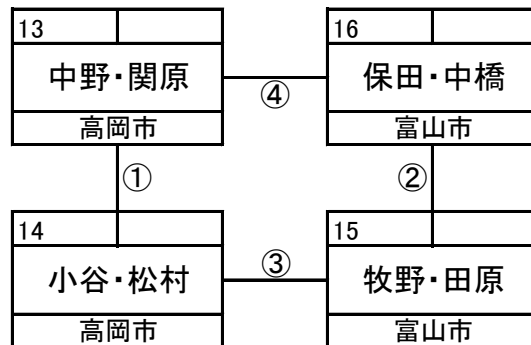 13
中野・関原
高岡市
④
16
保田・中橋
富山市
①
②
14
小谷・松村
高岡市
③
15
牧野・田原
富山市